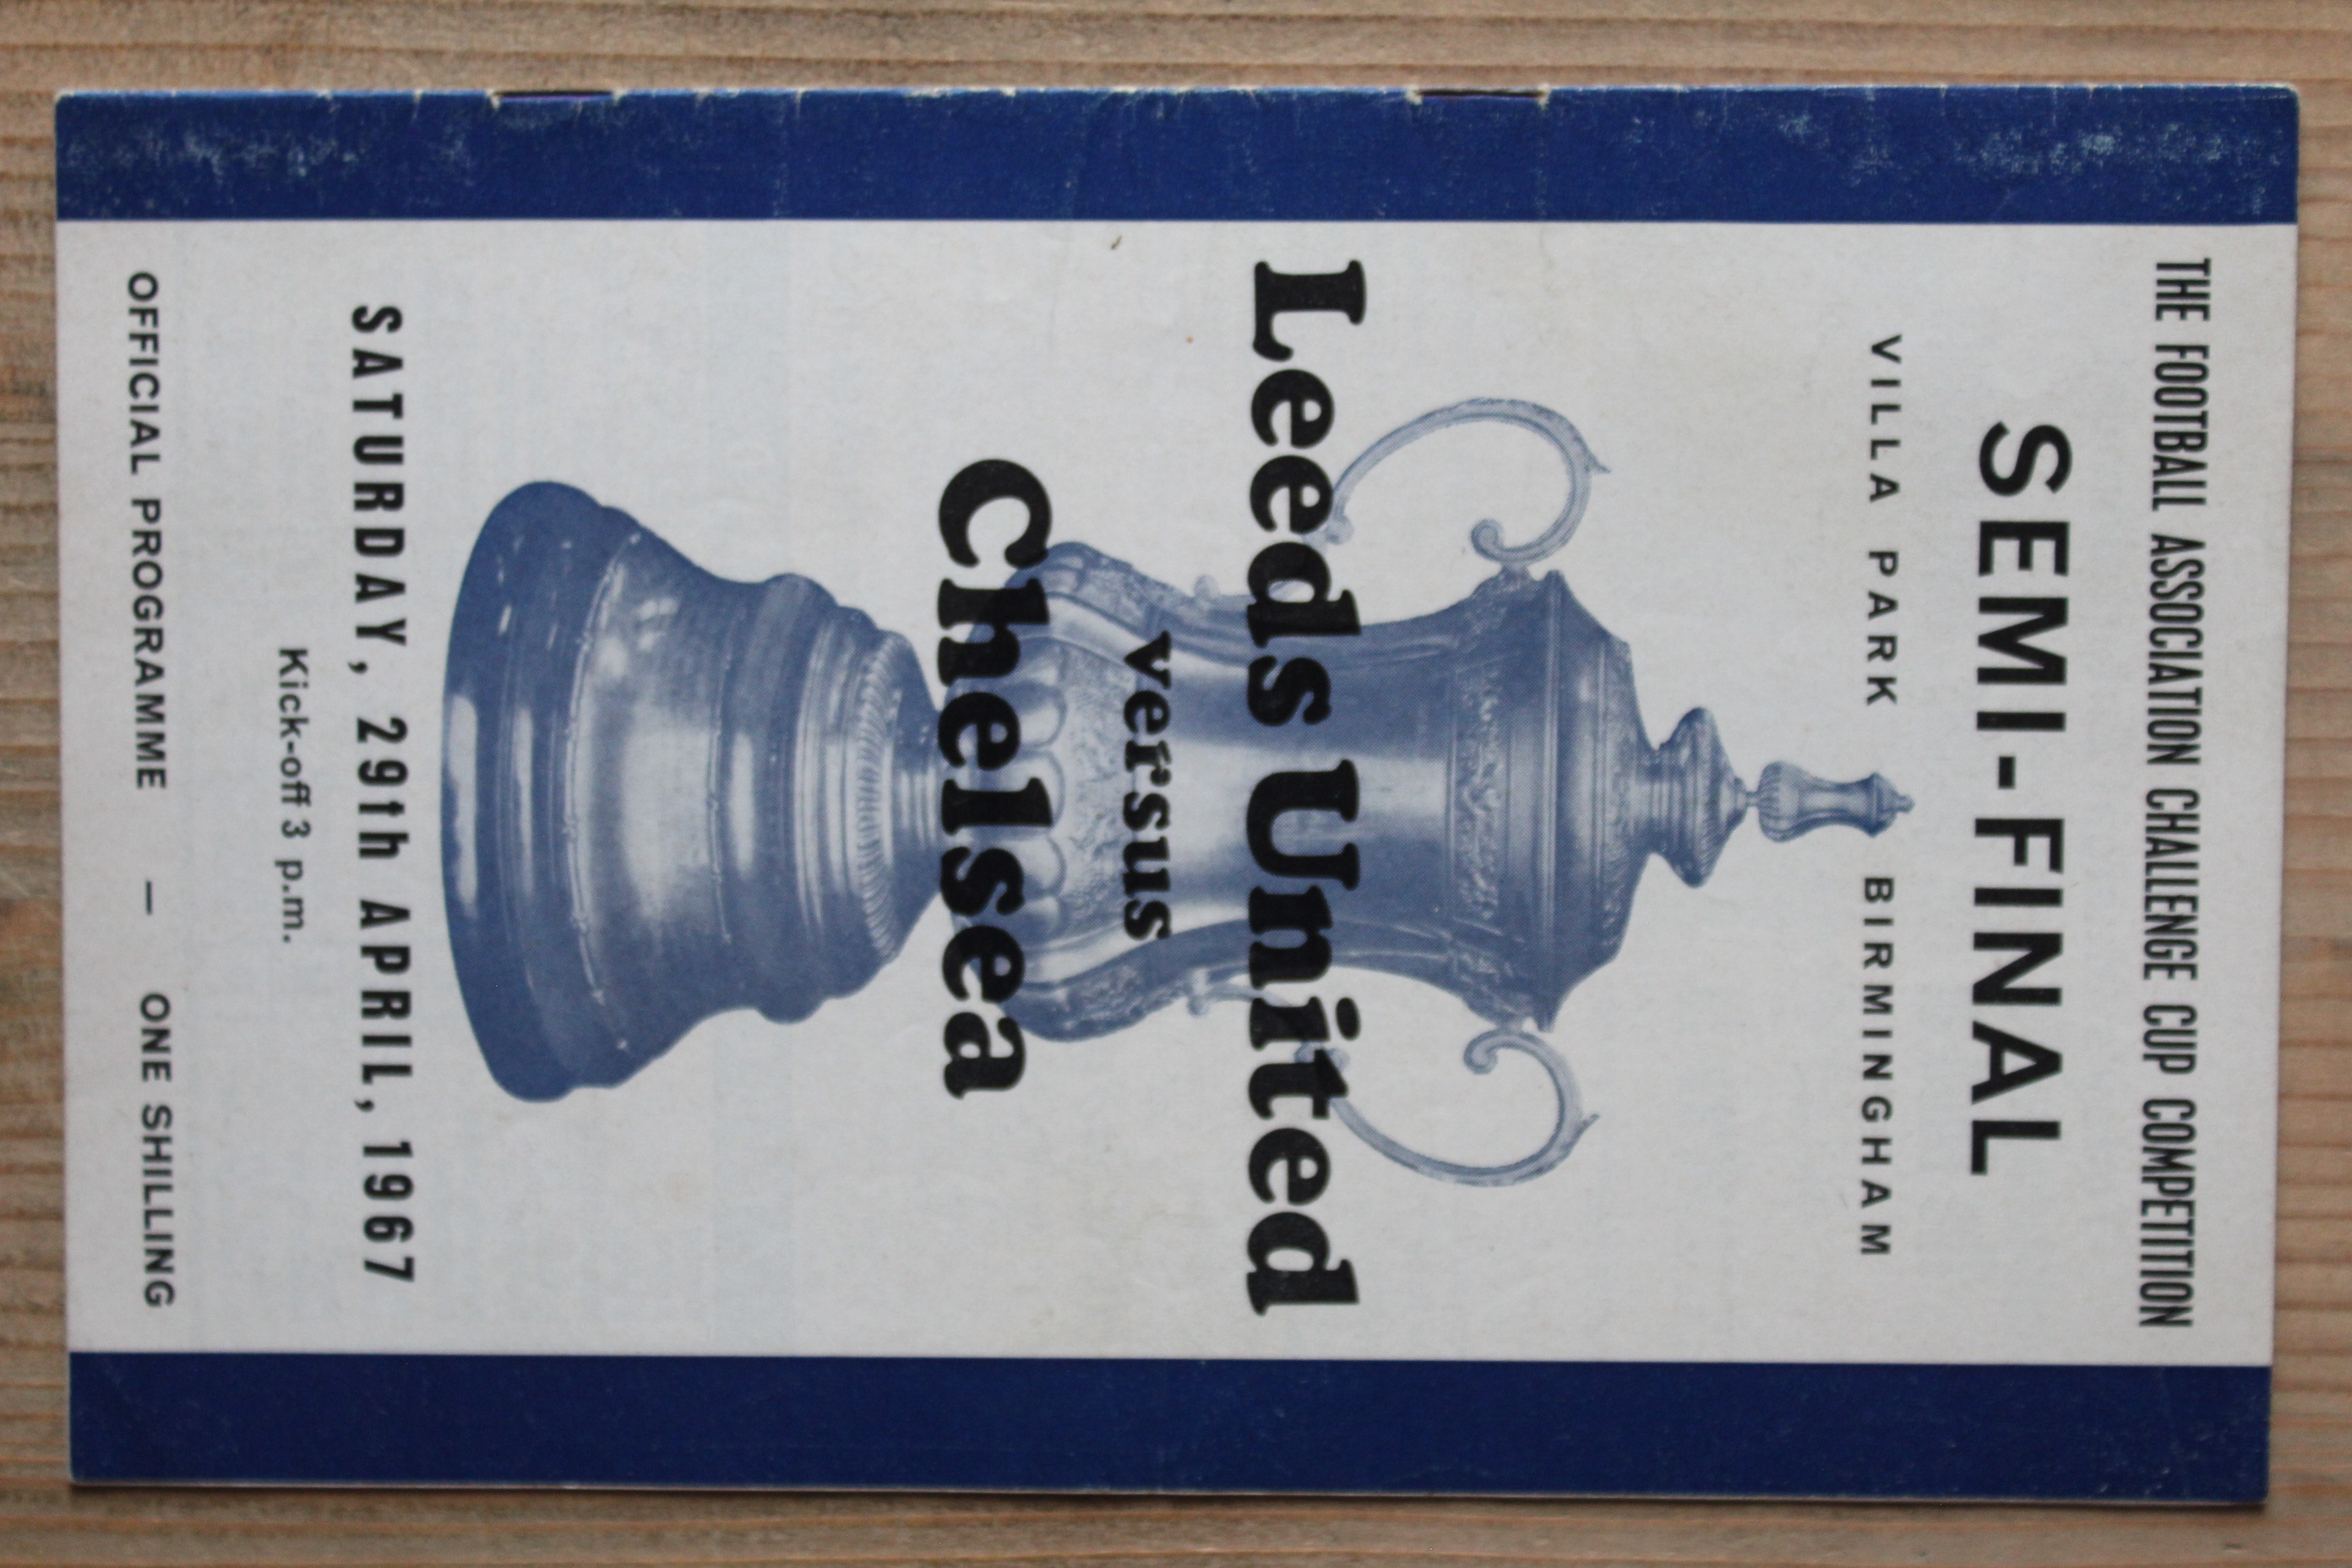 THE FOOTBALL ASSOCIATION CHALLENGE CUP COMPETITION
SEMI-FINAL
VILLA PARK BIRMINGHAM
Leeds United
versus
Chelsea
SATURDAY, 29th APRIL, 1967
Kick-off 3 p.m.
OFFICIAL PROGRAMME — ONE SHILLING